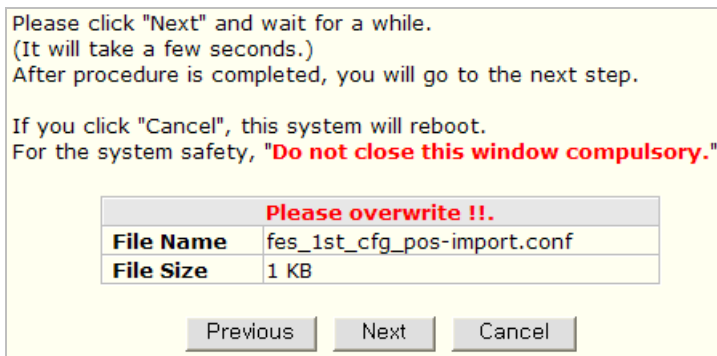 Please click "Next" and wait for a while.
(It will take a few seconds.)
After procedure is completed, you will go to the next step.
If you click "Cancel", this system will reboot.
For the system safety, "Do not close this window compulsory."
Please overwrite !!.
File Name fes_1st_cfg_pos-import.conf
File Size 1 KB
Previous Next Cancel